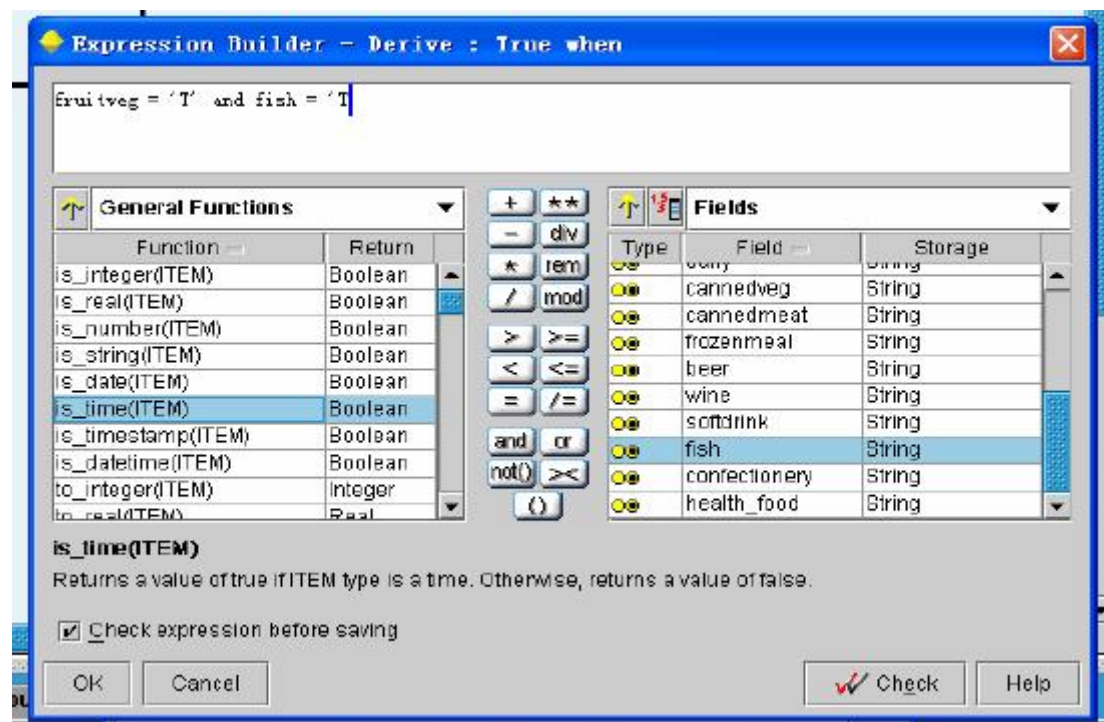 Expression Builder - Derive : True when
fruitveg = 'T' and fish = 'T
General Functions
+ **
Fields
Function Return
- div
Type Field Storage
is_integer(ITEM) Boolean
* rem
cannedveg String
is_real(ITEM) Boolean
/ mod
cannedmeat String
is_number(ITEM) Boolean
> >=
frozenmeal String
is_string(ITEM) Boolean
< <=
beer String
is_date(ITEM) Boolean
wine String
is_time(ITEM) Boolean
= /=
softdrink String
is_timestamp(ITEM) Boolean
and or
fish String
is_datetime(ITEM) Boolean
not() ><
confectionery String
to_integer(ITEM) Integer
()
health_food String
to_real(ITEM) Real
is_time(ITEM)
Returns a value of true if ITEM type is a time. Otherwise, returns a value of false.
Check expression before saving
OK Cancel Check Help